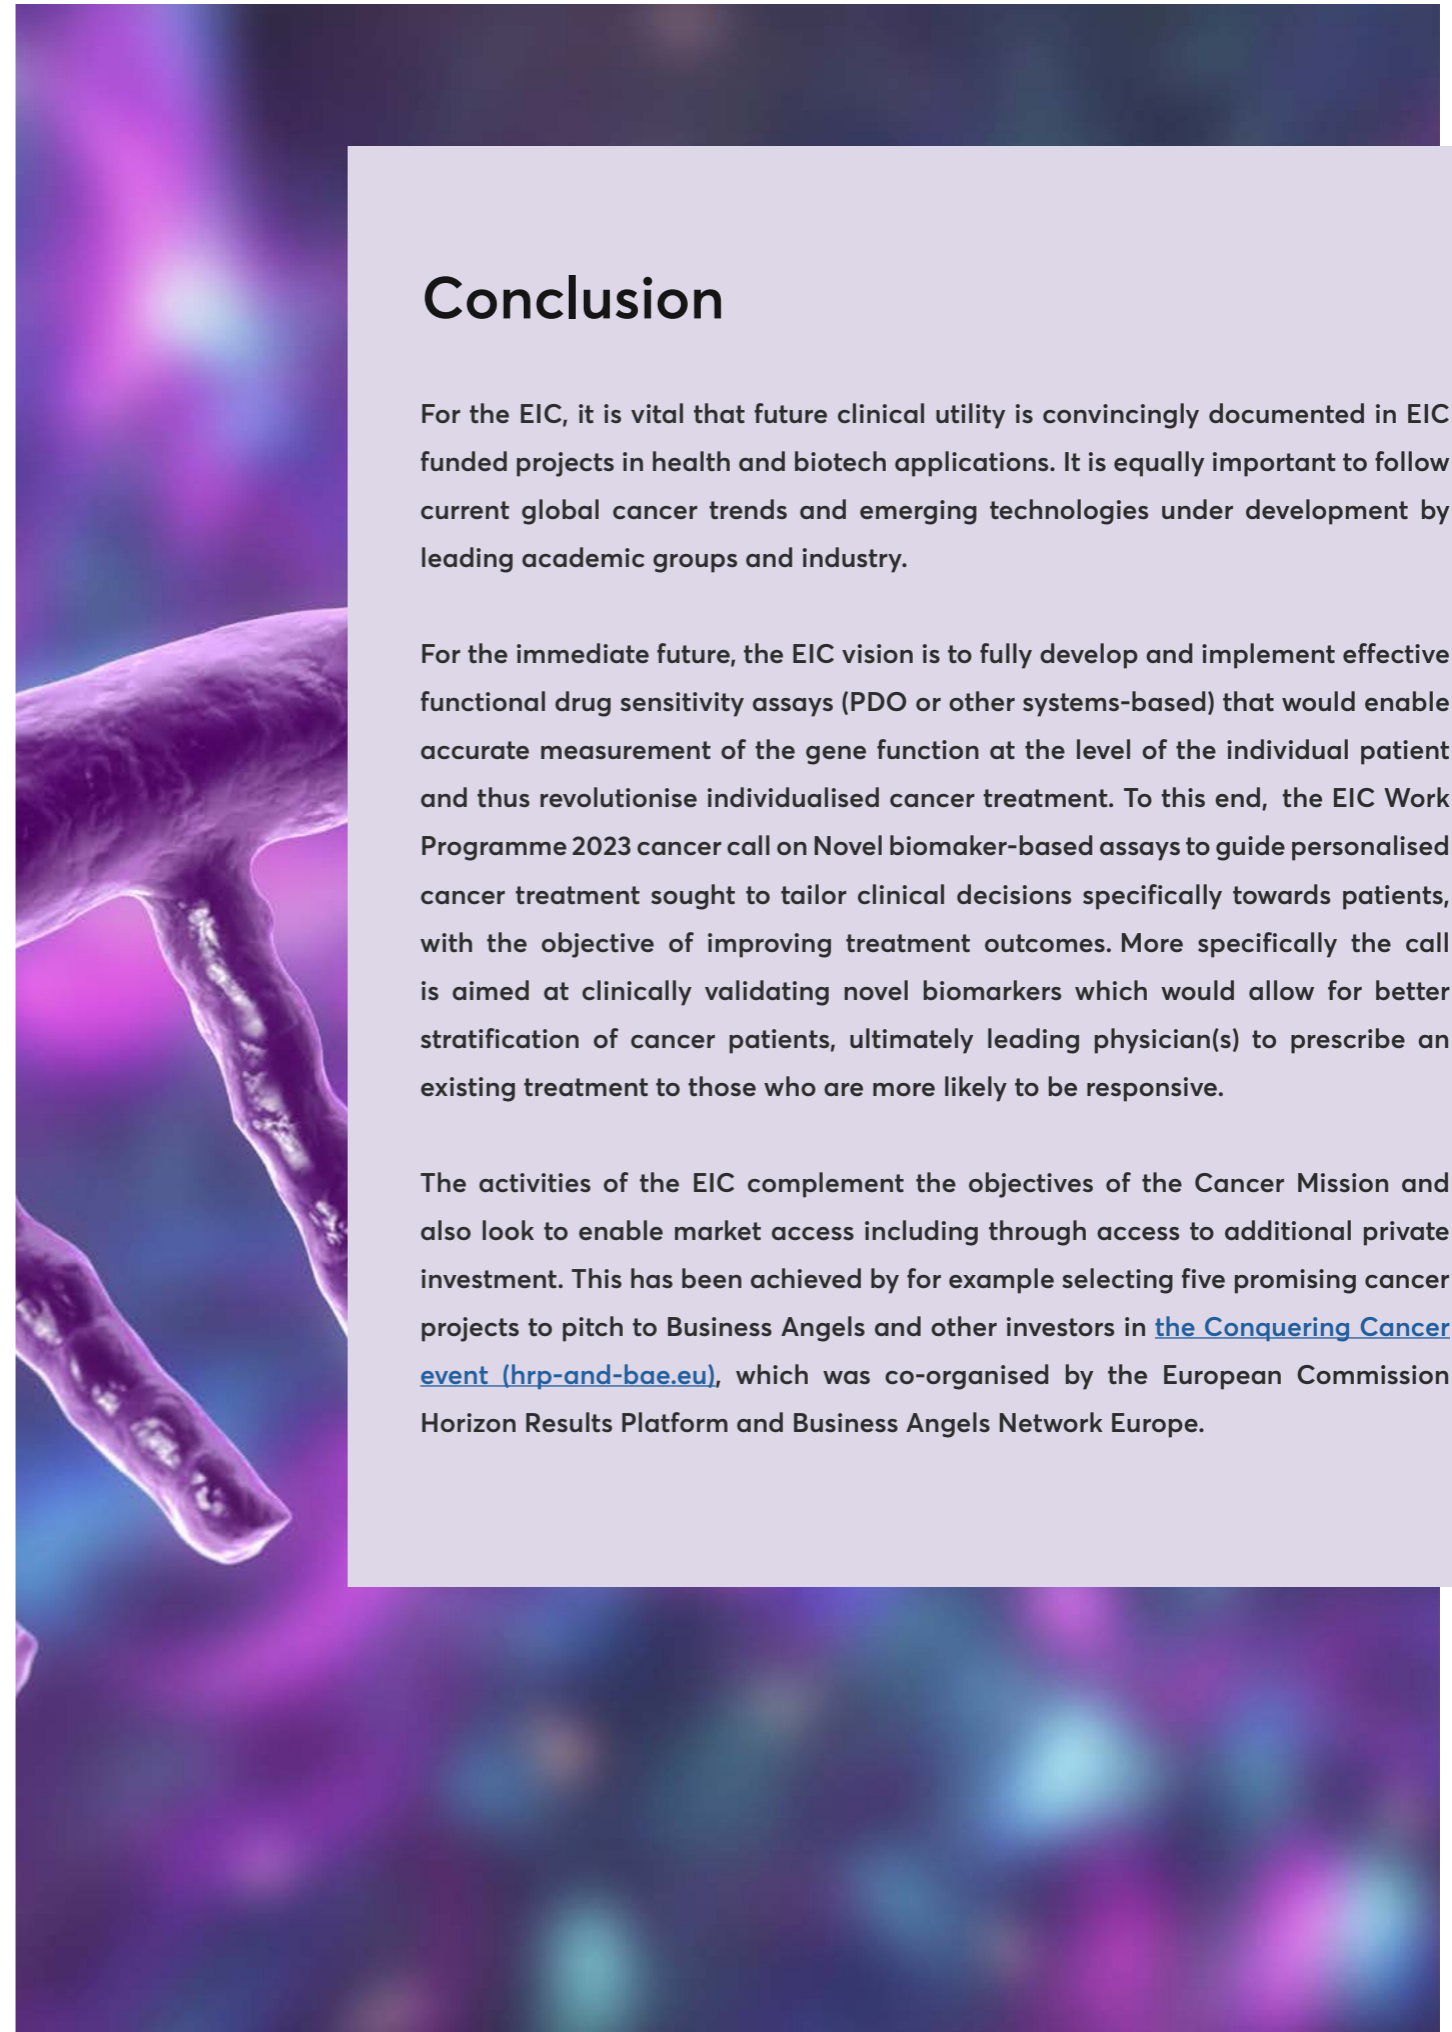 Conclusion
For the EIC, it is vital that future clinical utility is convincingly documented in EIC
funded projects in health and biotech applications. It is equally important to follow
current global cancer trends and emerging technologies under development by
leading academic groups and industry.
For the immediate future, the EIC vision is to fully develop and implement effective
functional drug sensitivity assays (PDO or other systems-based) that would enable
accurate measurement of the gene function at the level of the individual patient
and thus revolutionise individualised cancer treatment. To this end, the EIC Work
Programme 2023 cancer call on Novel biomaker-based assays to guide personalised
cancer treatment sought to tailor clinical decisions specifically towards patients,
with the objective of improving treatment outcomes. More specifically the call
is aimed at clinically validating novel biomarkers which would allow for better
stratification of cancer patients, ultimately leading physician(s) to prescribe an
existing treatment to those who are more likely to be responsive.
The activities of the EIC complement the objectives of the Cancer Mission and
also look to enable market access including through access to additional private
investment. This has been achieved by for example selecting five promising cancer
projects to pitch to Business Angels and other investors in the Conquering Cancer
event (hrp-and-bae.eu), which was co-organised by the European Commission
Horizon Results Platform and Business Angels Network Europe.